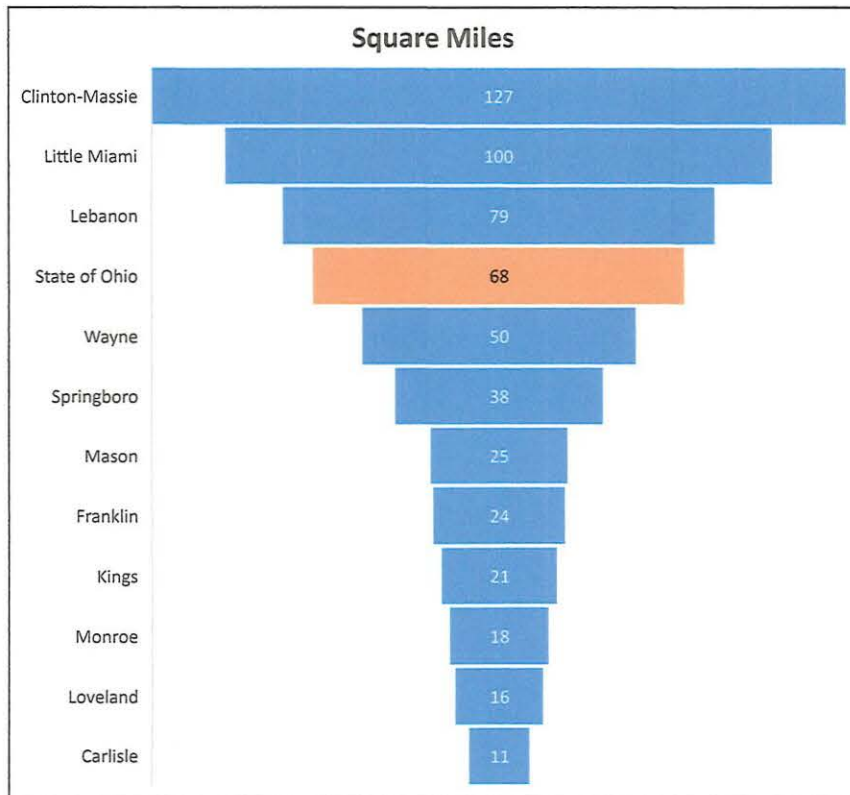 Square Miles
Clinton-Massie 127
Little Miami 100
Lebanon 79
State of Ohio 68
Wayne 50
Springboro 38
Mason 25
Franklin 24
Kings 21
Monroe 18
Loveland 16
Carlisle 11